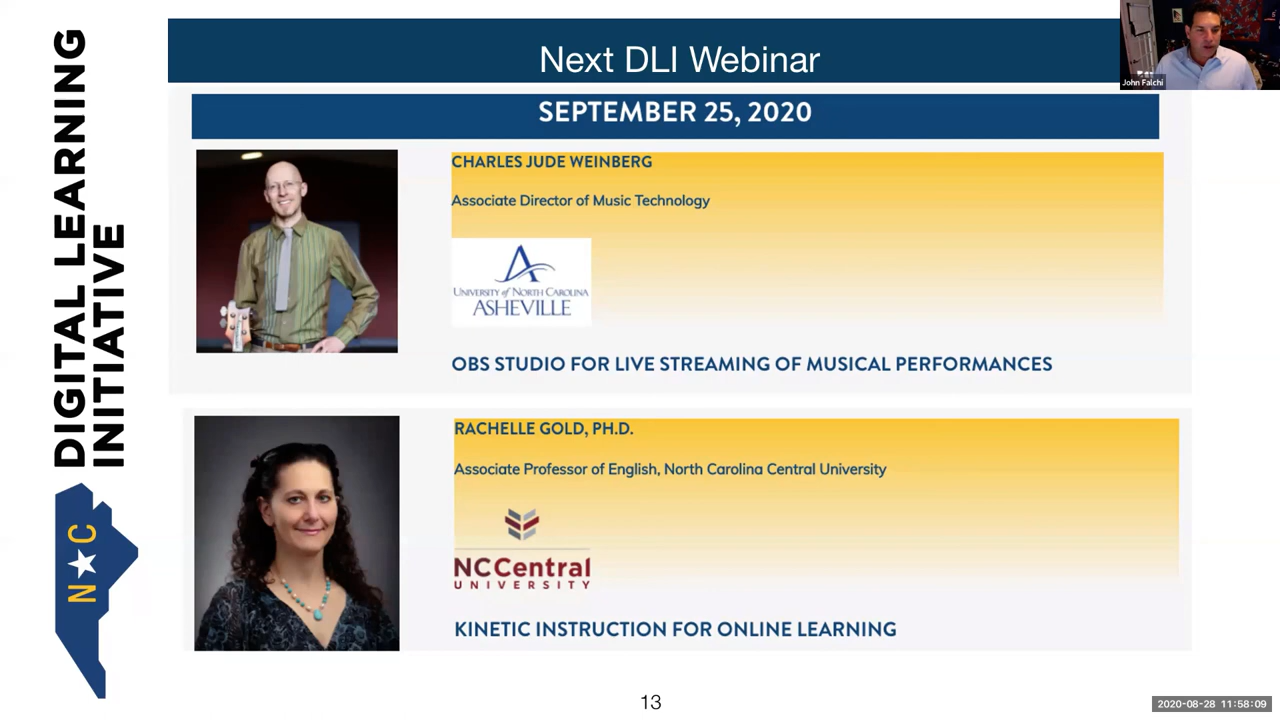 DIGITAL LEARNING
INITIATIVE
N C
Next DLI Webinar
John Falchi
SEPTEMBER 25, 2020
CHARLES JUDE WEINBERG
Associate Director of Music Technology
UNIVERSITY of NORTH CAROLINA
ASHEVILLE
OBS STUDIO FOR LIVE STREAMING OF MUSICAL PERFORMANCES
RACHELLE GOLD, PH.D.
Associate Professor of English, North Carolina Central University
NCCentral
UNIVERSITY
KINETIC INSTRUCTION FOR ONLINE LEARNING
13
2020-08-28 11:58:09